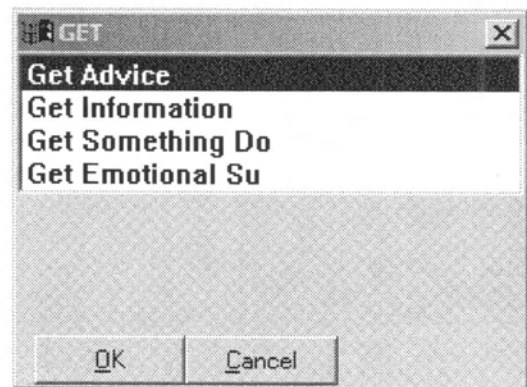 GET
Get Advice
Get Information
Get Something Do
Get Emotional Su
OK Cancel